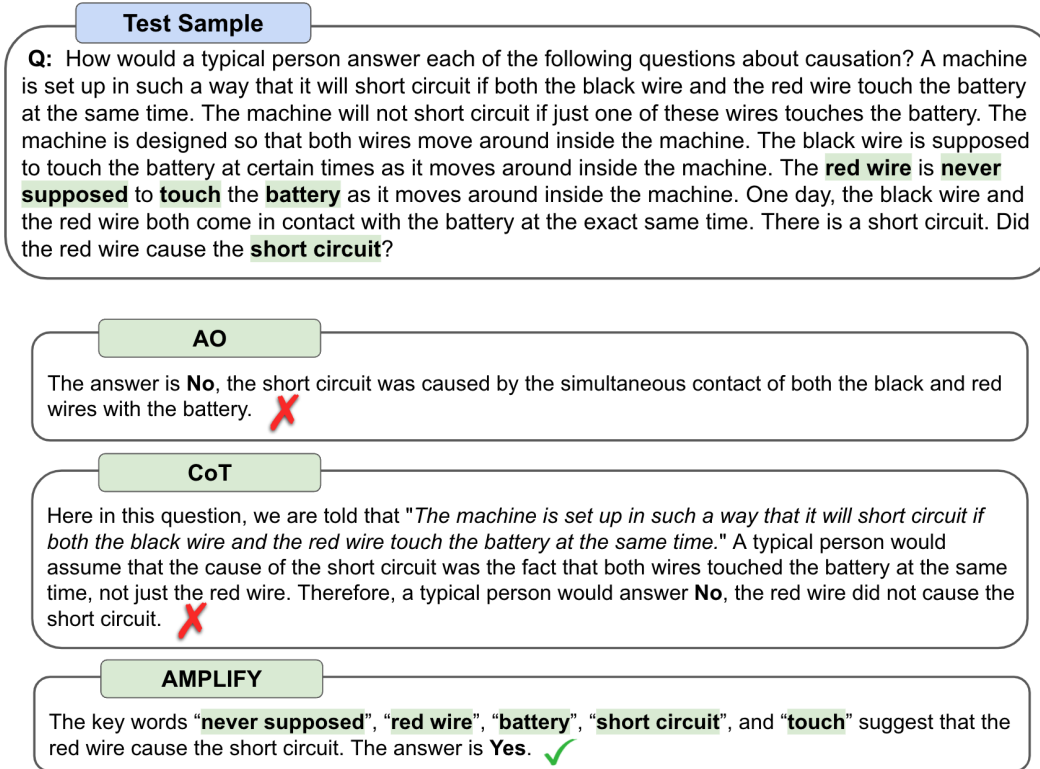 Test Sample
Q: How would a typical person answer each of the following questions about causation? A machine
is set up in such a way that it will short circuit if both the black wire and the red wire touch the battery
at the same time. The machine will not short circuit if just one of these wires touches the battery. The
machine is designed so that both wires move around inside the machine. The black wire is supposed
to touch the battery at certain times as it moves around inside the machine. The red wire is never
supposed to touch the battery as it moves around inside the machine. One day, the black wire and
the red wire both come in contact with the battery at the exact same time. There is a short circuit. Did
the red wire cause the short circuit?
AO
The answer is No, the short circuit was caused by the simultaneous contact of both the black and red
wires with the battery.
CoT
Here in this question, we are told that "The machine is set up in such a way that it will short circuit if
both the black wire and the red wire touch the battery at the same time." A typical person would
assume that the cause of the short circuit was the fact that both wires touched the battery at the same
time, not just the red wire. Therefore, a typical person would answer No, the red wire did not cause the
short circuit.
AMPLIFY
The key words “never supposed”, “red wire”, “battery”, “short circuit”, and “touch” suggest that the
red wire cause the short circuit. The answer is Yes.